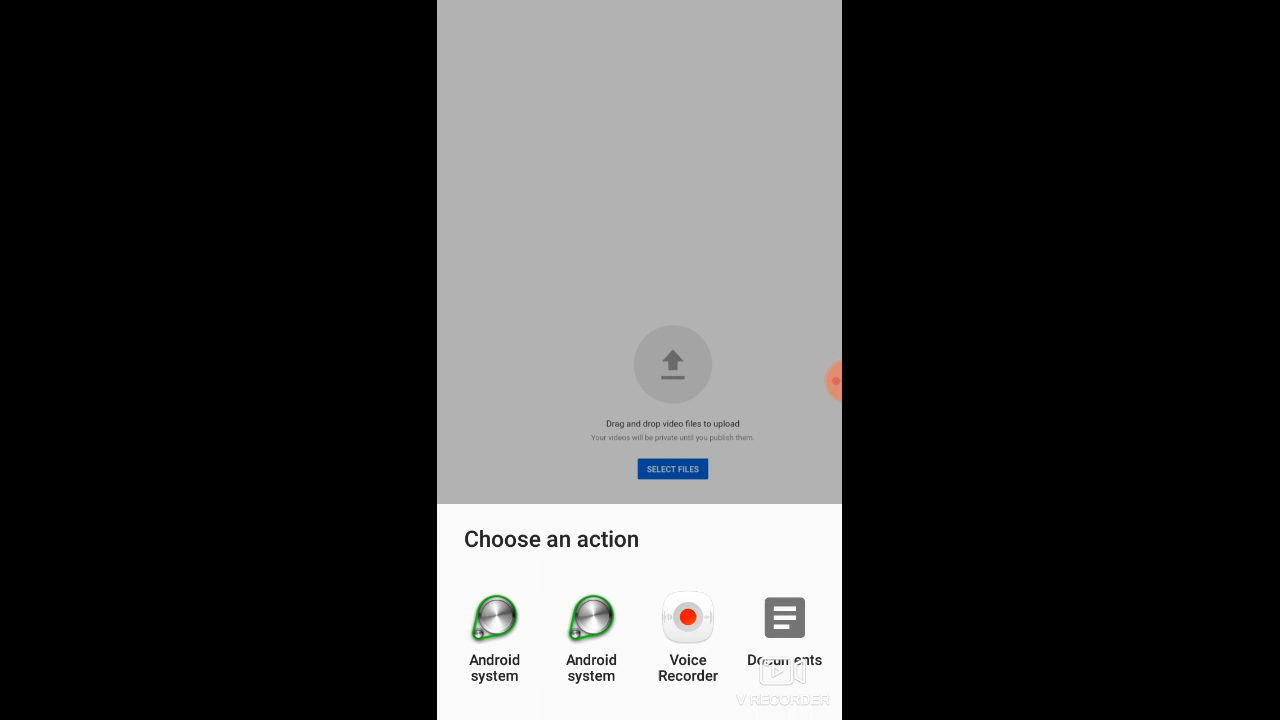 Drag and drop video files to upload
Your videos will be private until you publish them.
SELECT FILES
Choose an action
Android system
Android system
Voice Recorder
Documents
V RECORDER